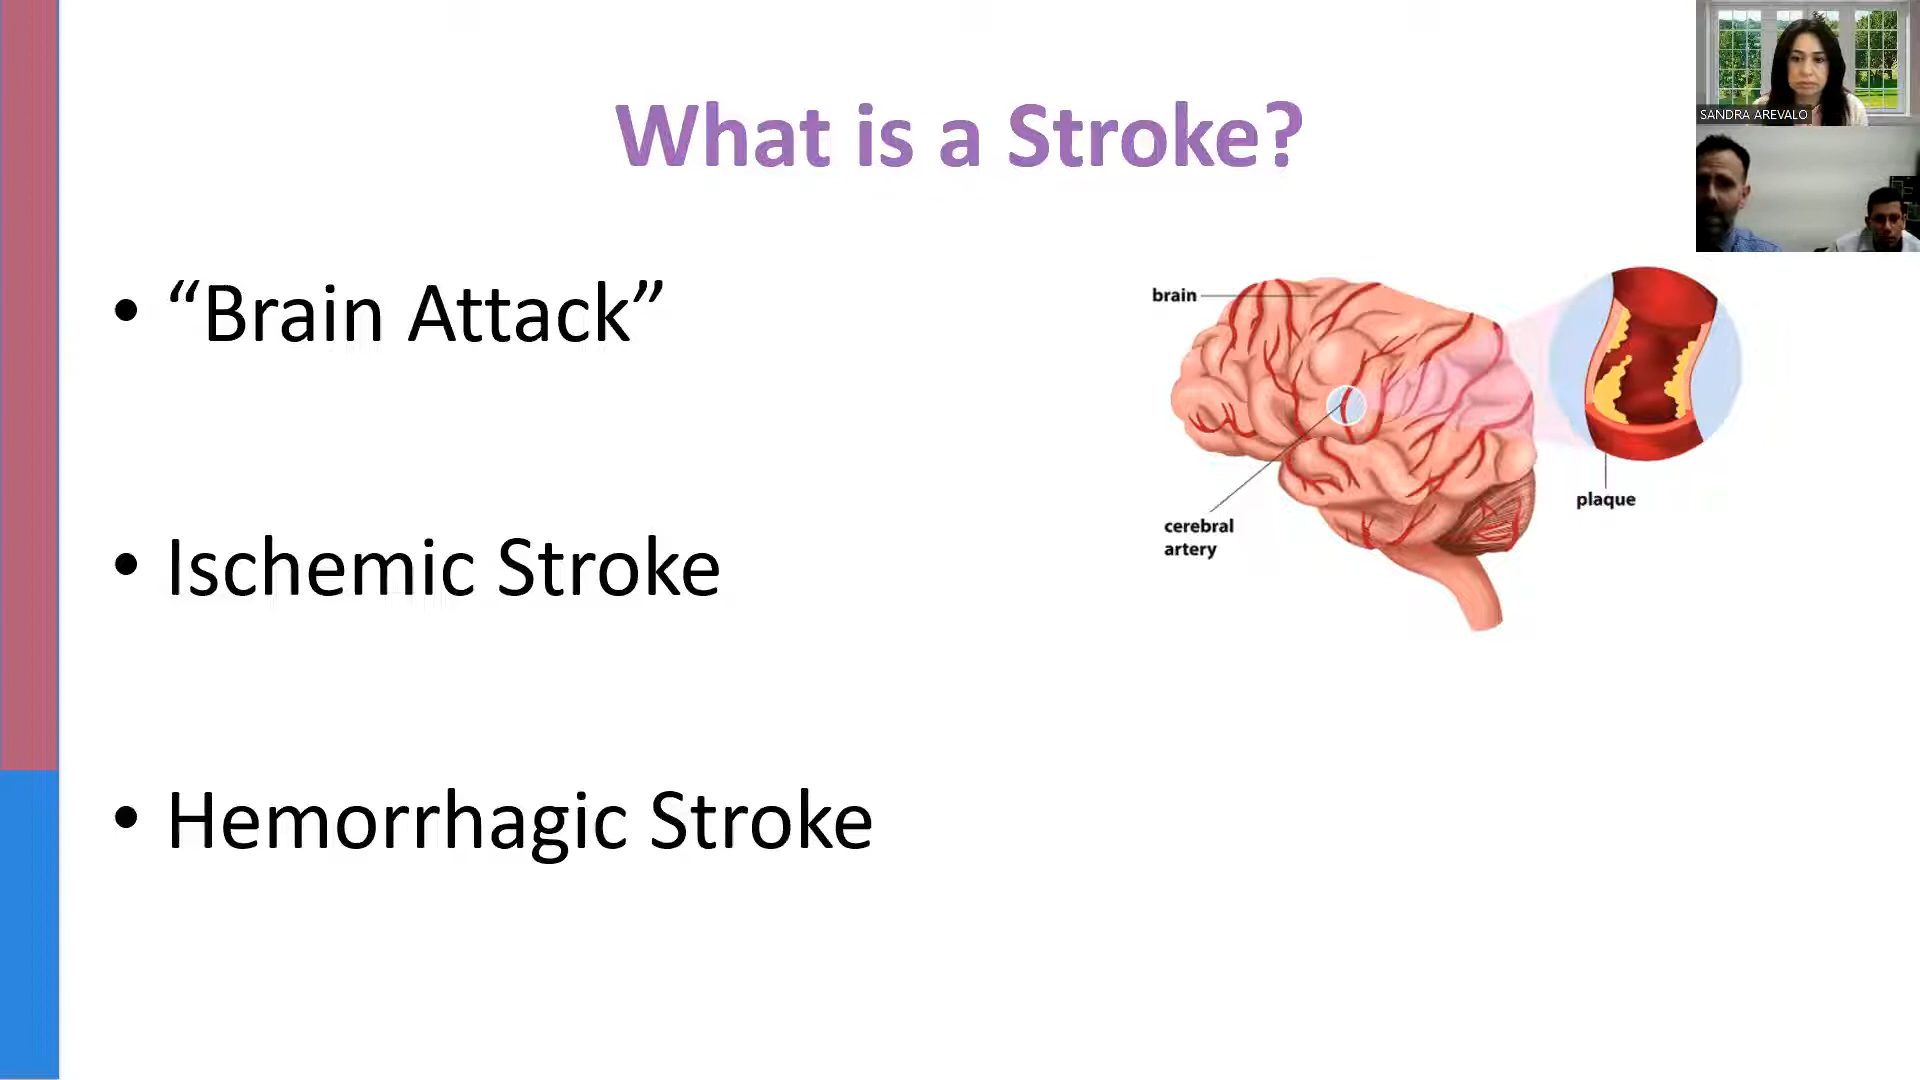 What is a Stroke?
SANDRA AREVALO
• “Brain Attack”
• Ischemic Stroke
• Hemorrhagic Stroke
brain
cerebral
artery
plaque